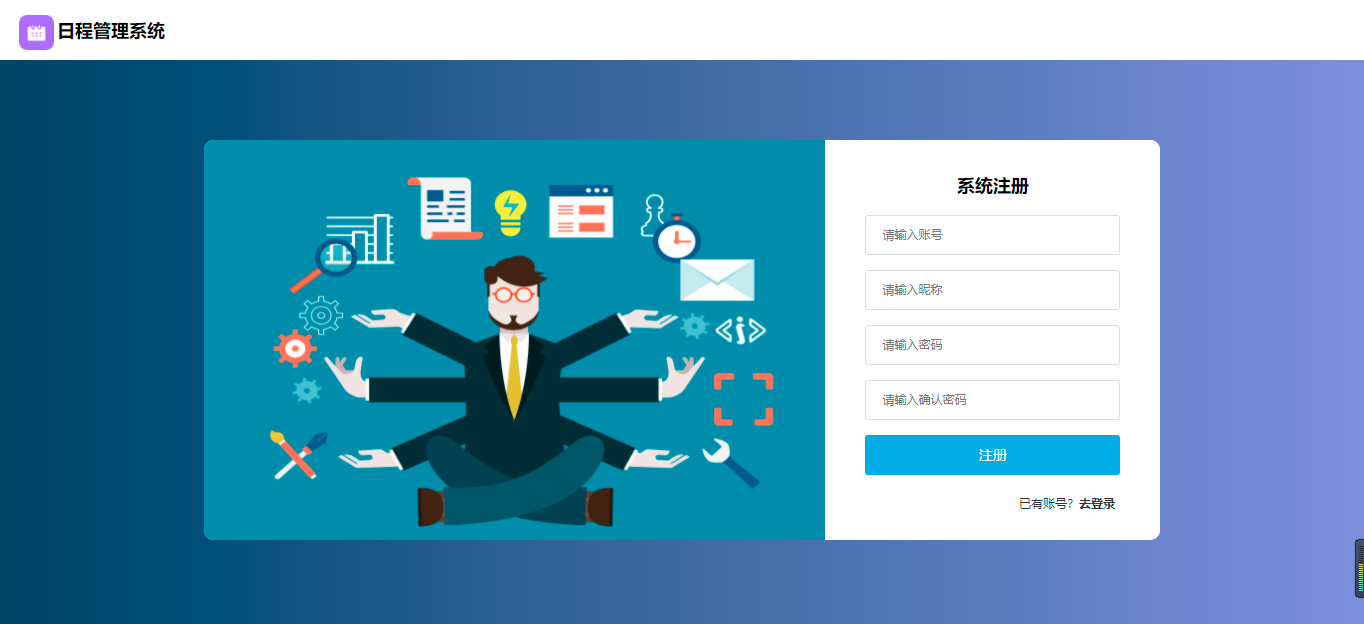 日程管理系统
系统注册
请输入账号
请输入昵称
请输入密码
请输入确认密码
注册
已有账号? 去登录